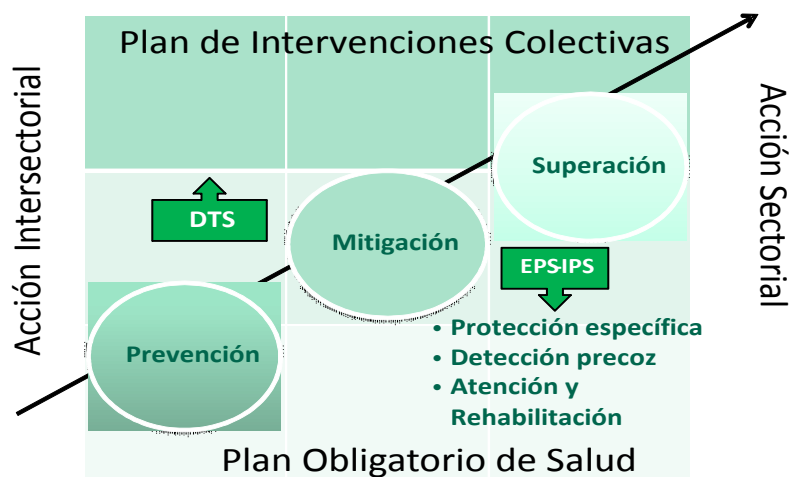 Plan de Intervenciones Colectivas
Acción Intersectorial
Acción Sectorial
Superación
DTS
Mitigación
EPS-IPS
Prevención
• Protección específica
• Detección precoz
• Atención y
Rehabilitación
Plan Obligatorio de Salud